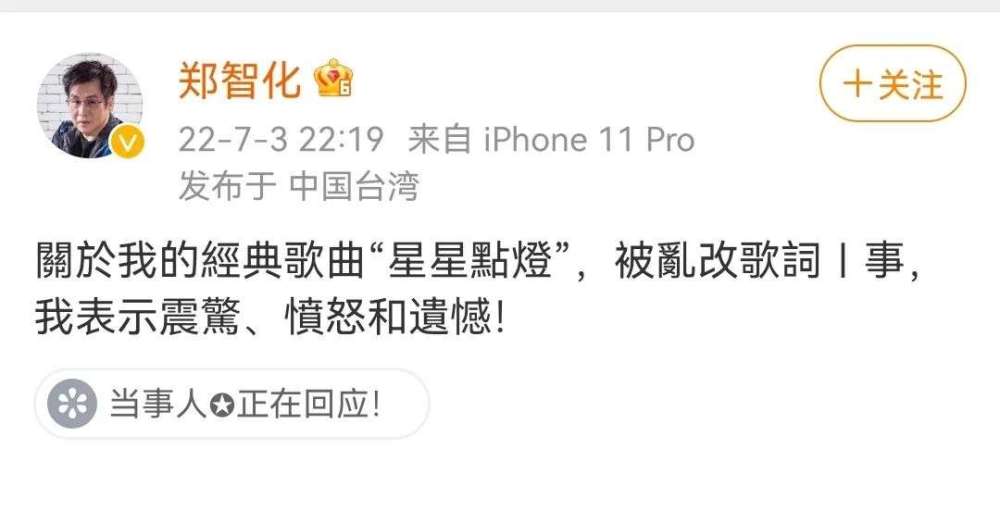 郑智化
6
+关注
22-7-3 22:19 来自 iPhone 11 Pro
发布于 中国台湾
關於我的經典歌曲“星星點燈”，被亂改歌詞丨事，
我表示震驚、憤怒和遺憾！
当事人✪正在回应！